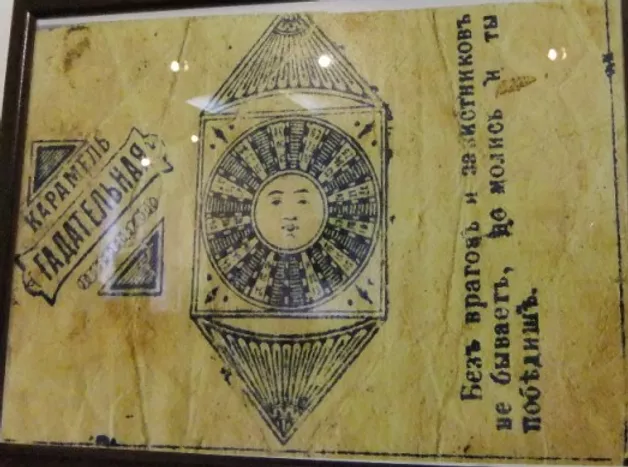 КАРАМЕЛЬ
ГАДАТЕЛЬНАЯ
Безъ враговъ и завистниковъ
не бываетъ, но молись и ты
побѣдишь.